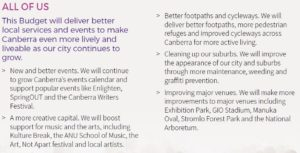 ALL OF US
This Budget will deliver better
local services and events to make
Canberra even more lively and
liveable as our city continues to
grow.
> New and better events. We will continue
to grow Canberra's events calendar and
support popular events like Enlighten,
SpringOUT and the Canberra Writers
Festival.
> A more creative capital. We will boost
support for music and the arts, including
Kulture Break, the ANU School of Music, the
Art, Not Apart festival and local artists.
> Better footpaths and cycleways. We will
deliver better footpaths, more pedestrian
refuges and improved cycleways across
Canberra for more active living.
> Cleaning up our suburbs. We will improve
the appearance of our city and suburbs
through more maintenance, weeding and
graffiti prevention.
> Improving major venues. We will make more
improvements to major venues including
Exhibition Park, GIO Stadium, Manuka
Oval, Stromlo Forest Park and the National
Arboretum.